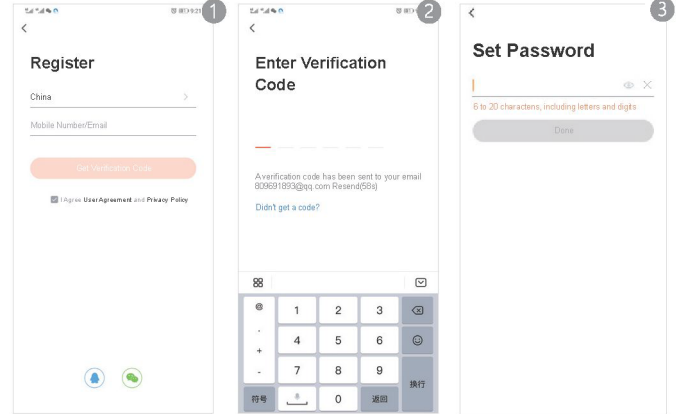 1
Register
China
Mobile Number/Email
Get Verification Code
I Agree User Agreement and Privacy Policy
2
Enter Verification
Code
A verification code has been sent to your email
809691893@qq.com Resend(58s)
Didn't get a code?
@ 1 2 3
. 4 5 6
+
- 7 8 9
换行
符号 0 返回
3
Set Password
6 to 20 characters, including letters and digits
Done